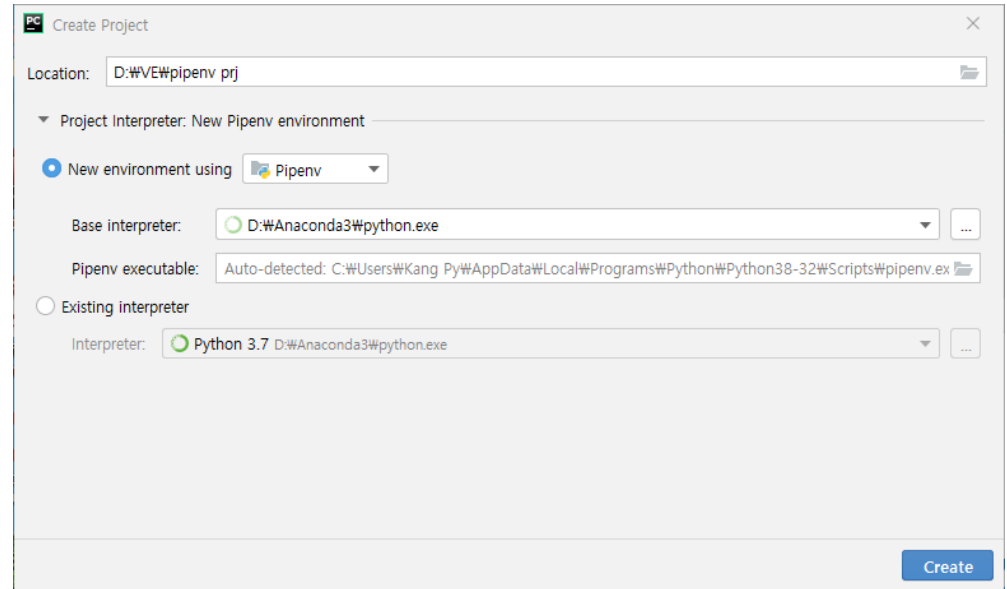 PC Create Project
Location: D:₩VE₩pipenv prj
Project Interpreter: New Pipenv environment
New environment using Pipenv
Base interpreter: D:₩Anaconda3₩python.exe ...
Pipenv executable: Auto-detected: C:₩Users₩Kang Py₩AppData₩Local₩Programs₩Python₩Python38-32₩Scripts₩pipenv.ex
Existing interpreter
Interpreter: Python 3.7 D:₩Anaconda3₩python.exe ...
Create